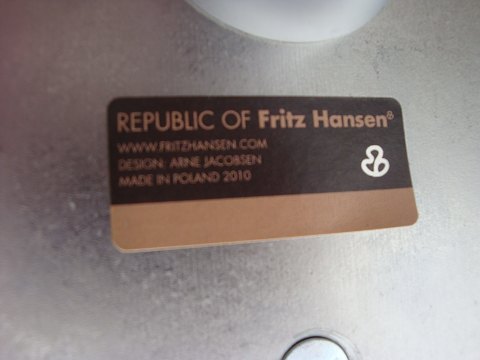 REPUBLIC OF Fritz Hansen®
WWW.FRITZHANSEN.COM
DESIGN: ARNE JACOBSEN
MADE IN POLAND 2010